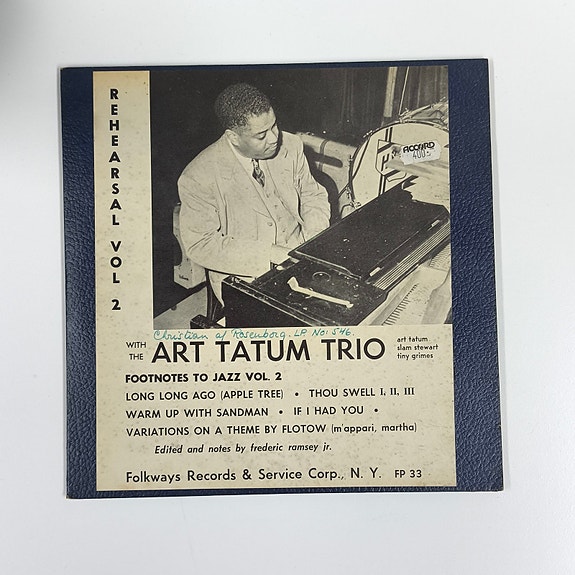 REHEARSAL VOL 2
ACCORD
400:-
Christian af Rosenborg. LP. No: 546.
WITH THE ART TATUM TRIO
art tatum
slam stewart
tiny grimes
FOOTNOTES TO JAZZ VOL. 2
LONG LONG AGO (APPLE TREE) • THOU SWELL I, II, III
WARM UP WITH SANDMAN • IF I HAD YOU •
VARIATIONS ON A THEME BY FLOTOW (m'appari, martha)
Edited and notes by frederic ramsey jr.
Folkways Records & Service Corp., N. Y. FP 33